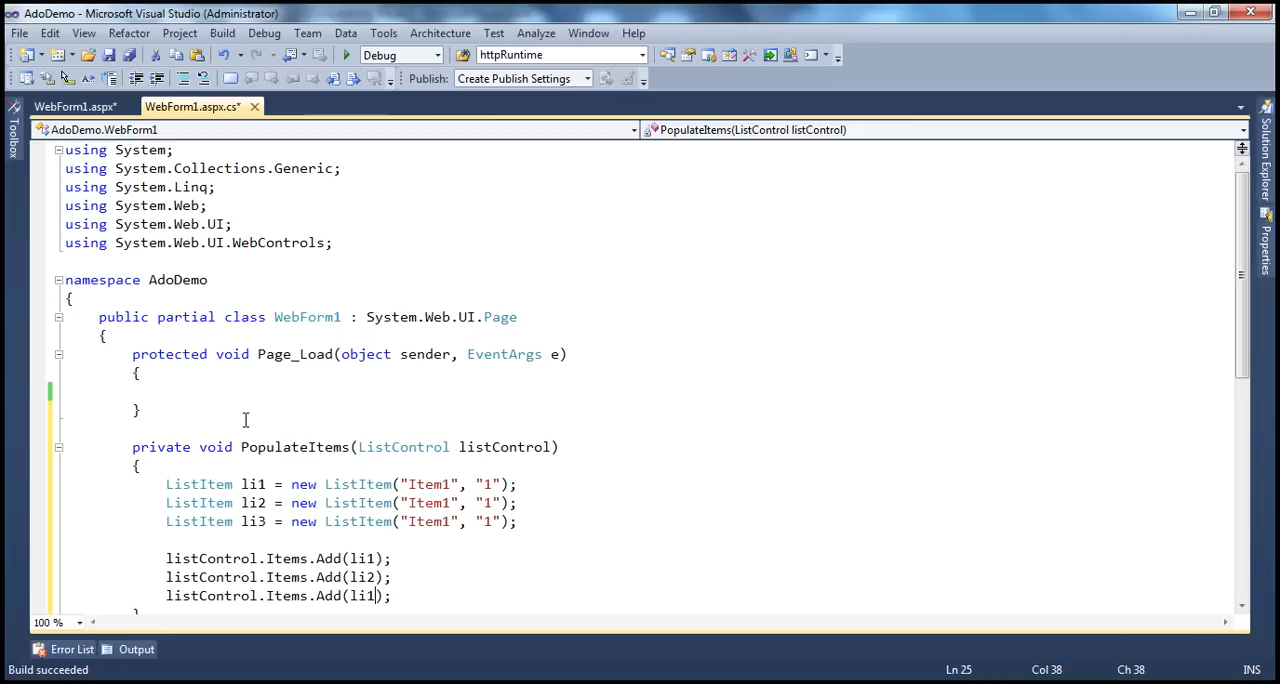 AdoDemo - Microsoft Visual Studio (Administrator)
File Edit View Refactor Project Build Debug Team Data Tools Architecture Test Analyze Window Help
Debug httpRuntime
Publish: Create Publish Settings
WebForm1.aspx* WebForm1.aspx.cs*
AdoDemo.WebForm1 PopulateItems(ListControl listControl)
Toolbox
Solution Explorer
Properties
using System;
using System.Collections.Generic;
using System.Linq;
using System.Web;
using System.Web.UI;
using System.Web.UI.WebControls;
namespace AdoDemo
{
public partial class WebForm1 : System.Web.UI.Page
{
protected void Page_Load(object sender, EventArgs e)
{
}
private void PopulateItems(ListControl listControl)
{
ListItem li1 = new ListItem("Item1", "1");
ListItem li2 = new ListItem("Item1", "1");
ListItem li3 = new ListItem("Item1", "1");
listControl.Items.Add(li1);
listControl.Items.Add(li2);
listControl.Items.Add(li1);
}
100 %
Error List Output
Build succeeded Ln 25 Col 38 Ch 38 INS